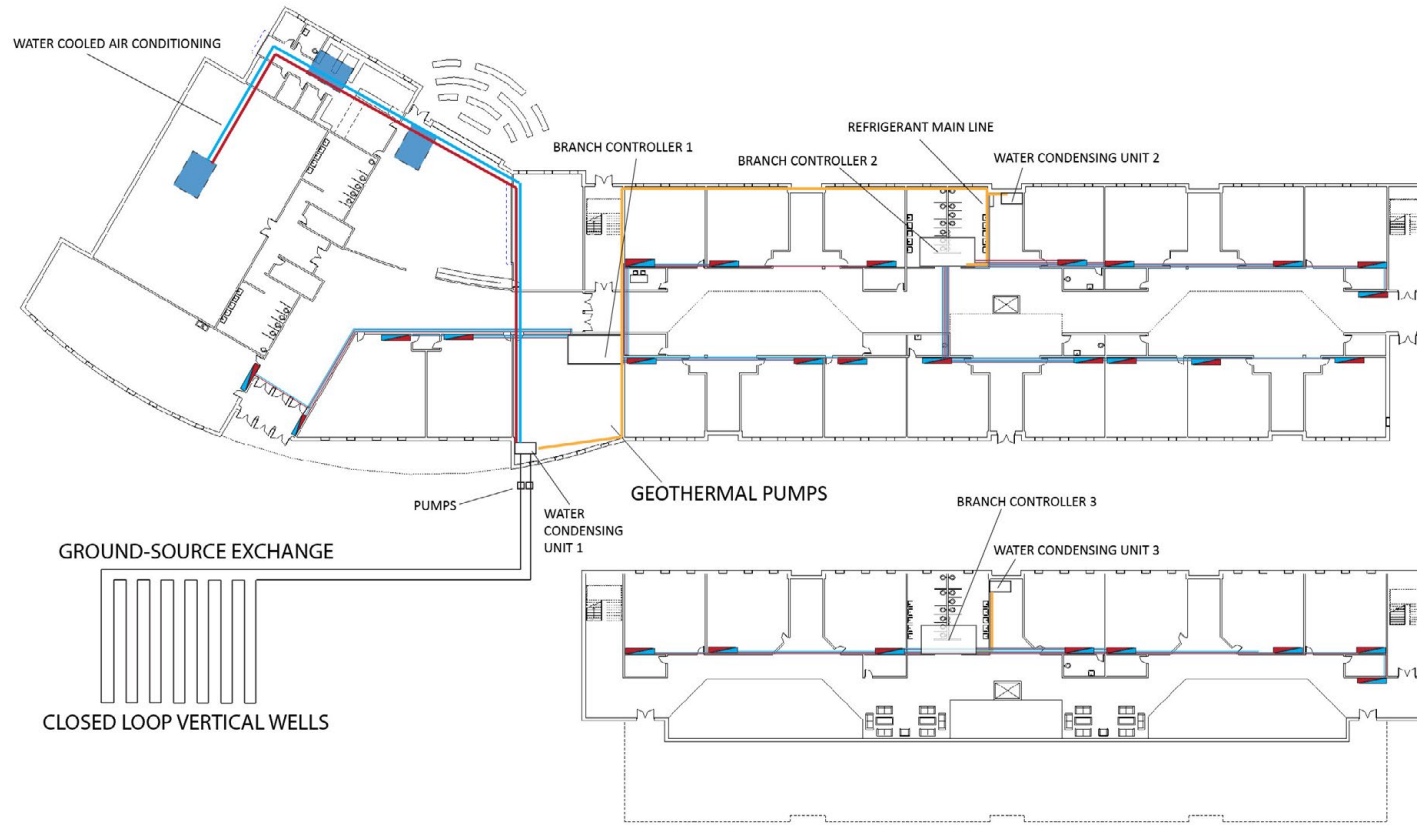 WATER COOLED AIR CONDITIONING
BRANCH CONTROLLER 1
REFRIGERANT MAIN LINE
BRANCH CONTROLLER 2
WATER CONDENSING UNIT 2
PUMPS
WATER
CONDENSING
UNIT 1
GEOTHERMAL PUMPS
BRANCH CONTROLLER 3
WATER CONDENSING UNIT 3
GROUND-SOURCE EXCHANGE
CLOSED LOOP VERTICAL WELLS